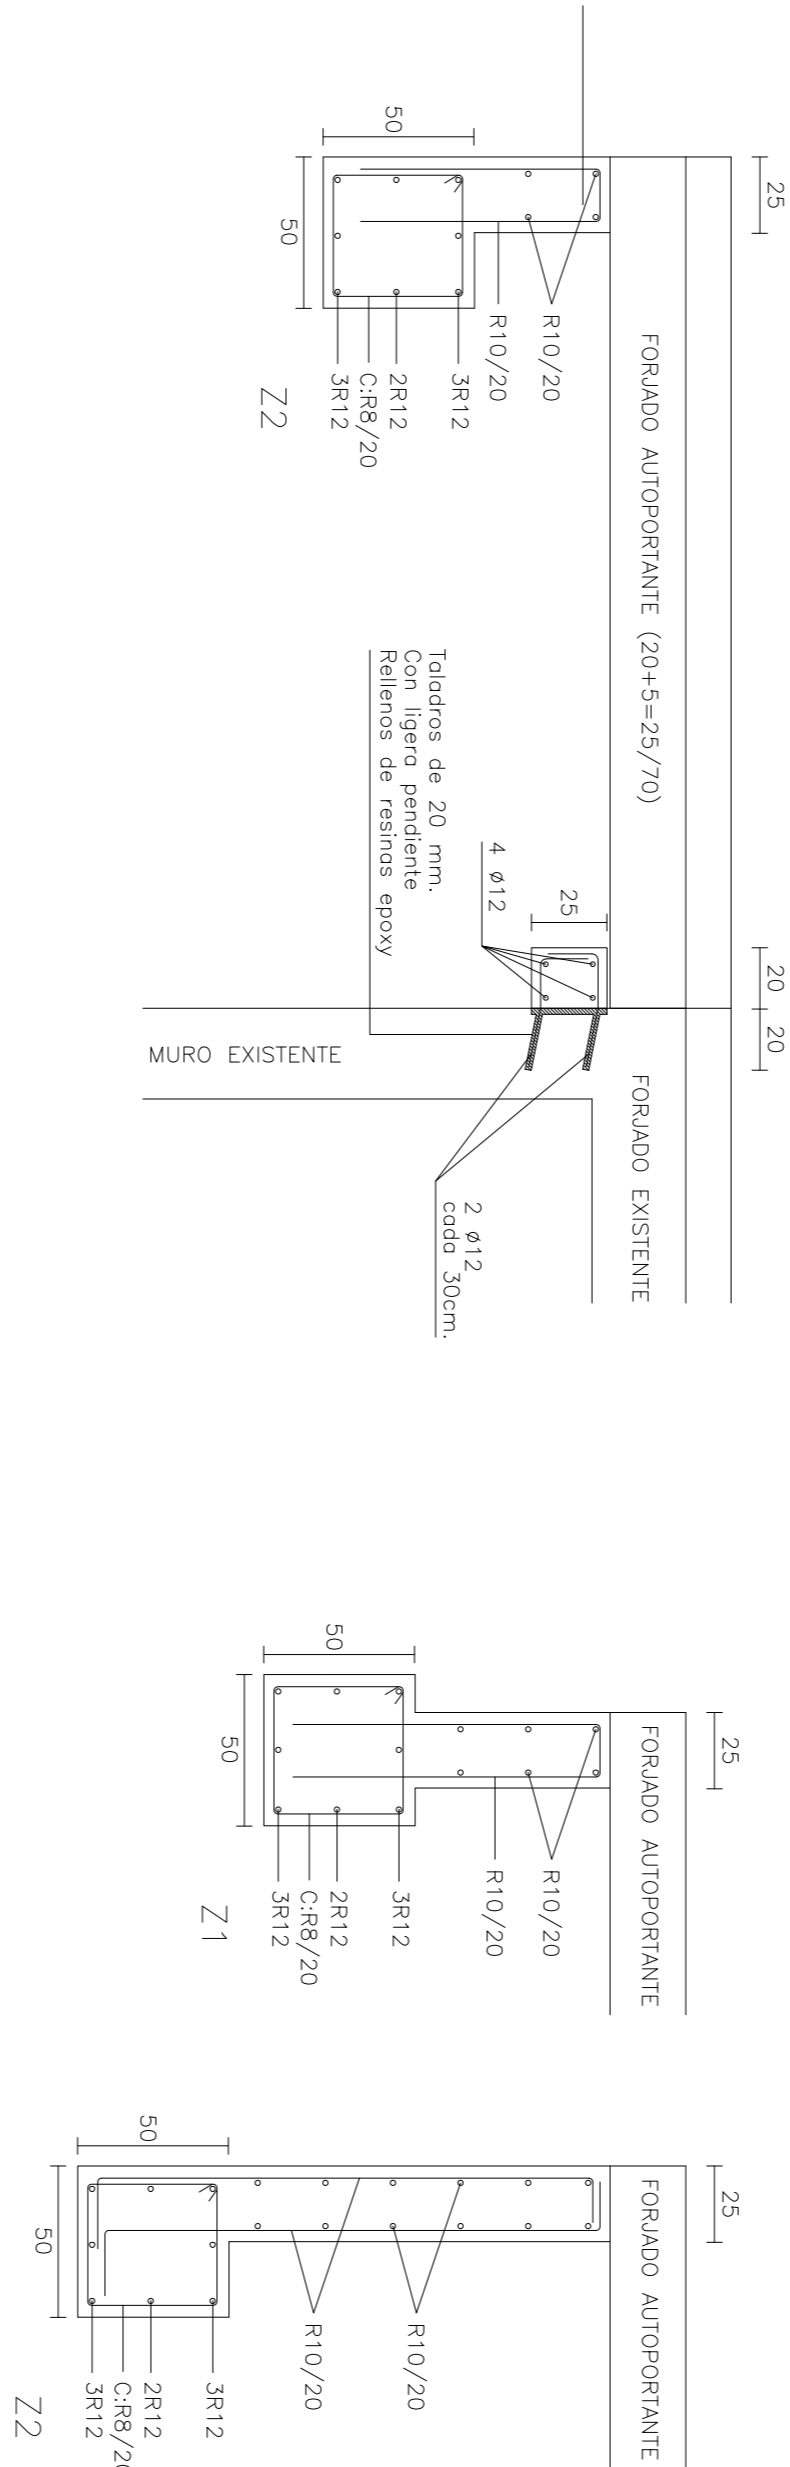 50
50
25
FORJADO AUTOPORTANTE (20+5=25/70)
R10/20
R10/20
3R12
2R12
C:R8/20
3R12
Z2
Taladros de 20 mm.
Con ligera pendiente
Rellenos de resinas epoxy
4 ø12
25
20
20
MURO EXISTENTE
FORJADO EXISTENTE
2 ø12
cada 30cm.
50
50
25
FORJADO AUTOPORTANTE
R10/20
R10/20
3R12
2R12
C:R8/20
3R12
Z1
50
50
25
FORJADO AUTOPORTANTE
R10/20
R10/20
3R12
2R12
C:R8/20
3R12
Z2